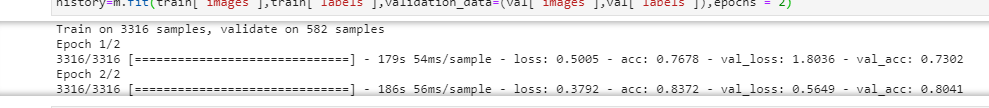 history=m.fit(train[ images ],train[ labels ],validation_data=(val[ images ],val[ labels ]),epochs = 2)
Train on 3316 samples, validate on 582 samples
Epoch 1/2
3316/3316 [==============================] - 179s 54ms/sample - loss: 0.5005 - acc: 0.7678 - val_loss: 1.8036 - val_acc: 0.7302
Epoch 2/2
3316/3316 [==============================] - 186s 56ms/sample - loss: 0.3792 - acc: 0.8372 - val_loss: 0.5649 - val_acc: 0.8041